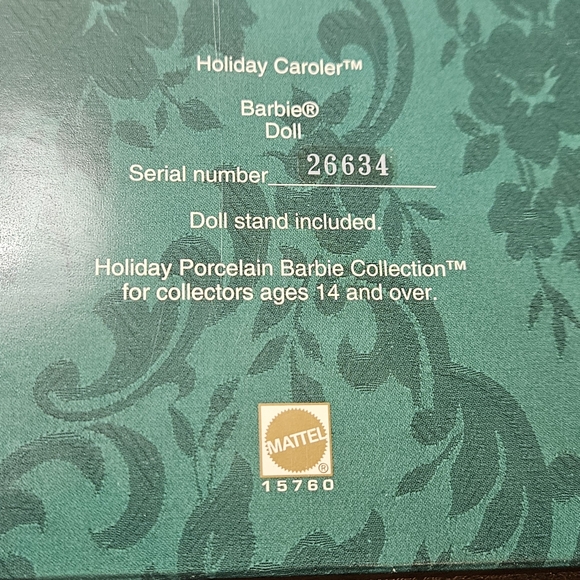 Holiday Caroler™
Barbie®
Doll
Serial number 26634
Doll stand included.
Holiday Porcelain Barbie Collection™
for collectors ages 14 and over.
MATTEL
®
15760